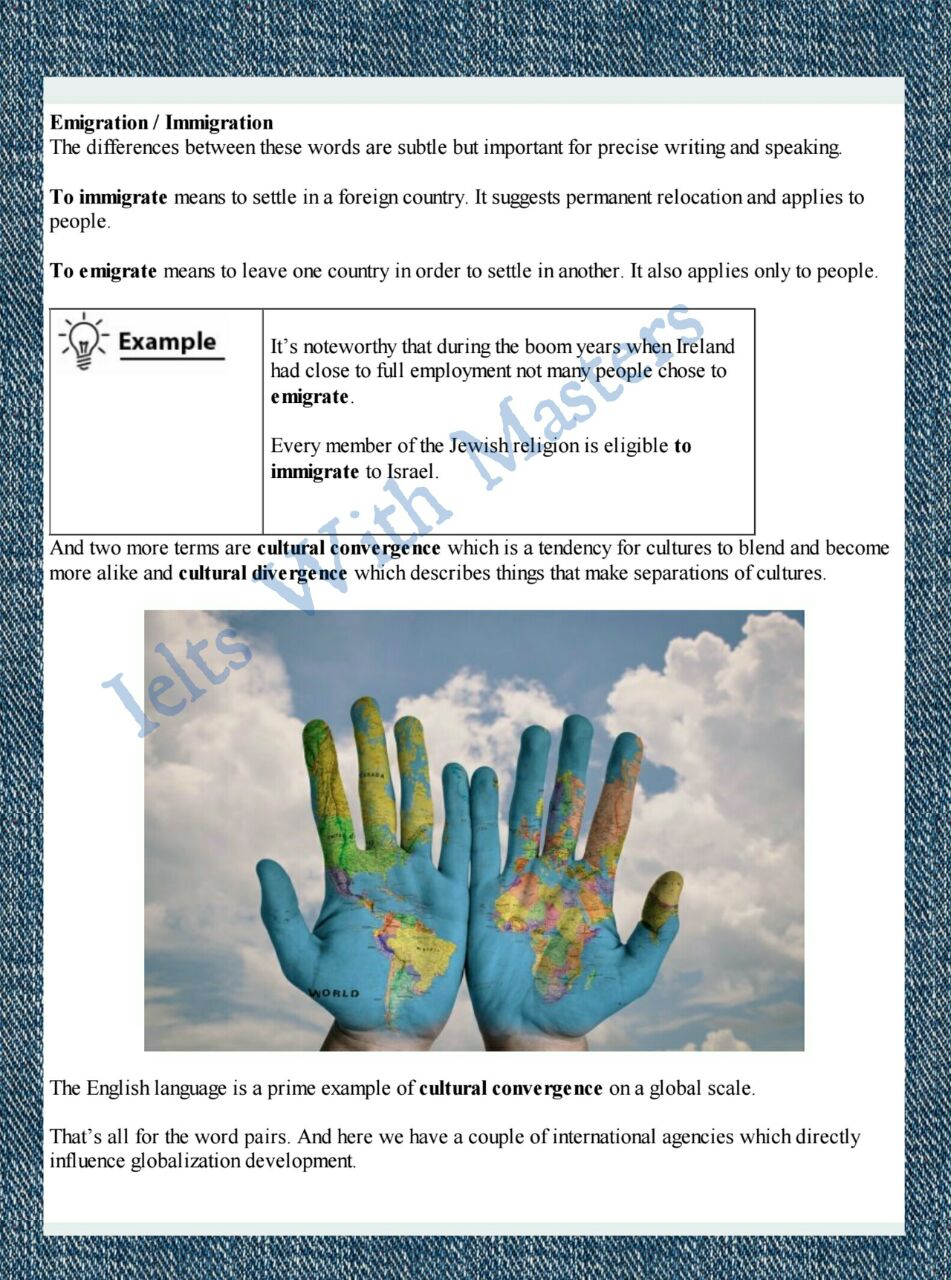 Emigration / Immigration
The differences between these words are subtle but important for precise writing and speaking.
To immigrate means to settle in a foreign country. It suggests permanent relocation and applies to
people.
To emigrate means to leave one country in order to settle in another. It also applies only to people.
Example
It's noteworthy that during the boom years when Ireland
had close to full employment not many people chose to
emigrate.
Every member of the Jewish religion is eligible to
immigrate to Israel.
And two more terms are cultural convergence which is a tendency for cultures to blend and become
more alike and cultural divergence which describes things that make separations of cultures.
Ielts With Masters
CANADA
WORLD
The English language is a prime example of cultural convergence on a global scale.
That's all for the word pairs. And here we have a couple of international agencies which directly
influence globalization development.